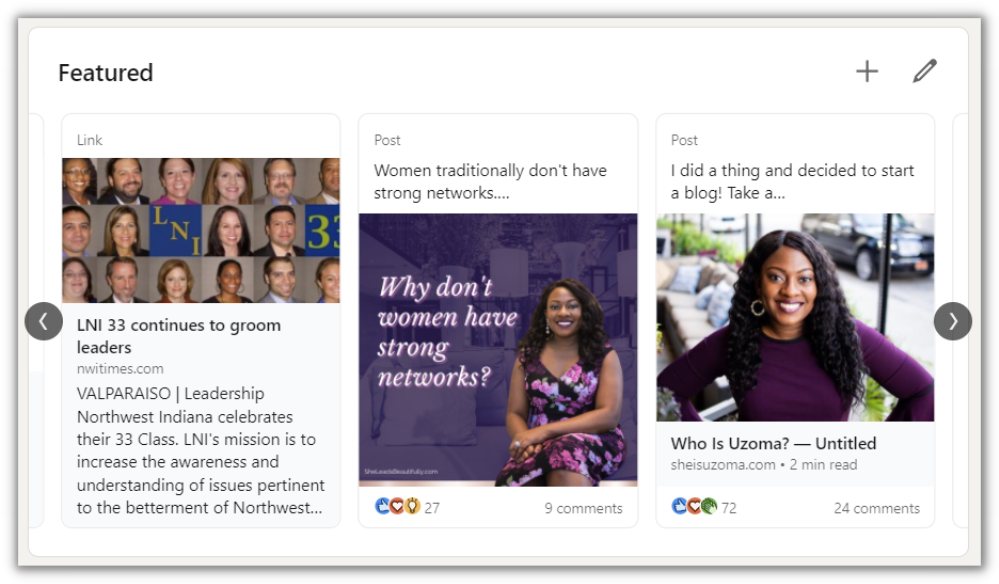 Featured
Link
LNI
33
LNI 33 continues to groom
leaders
nwitimes.com
VALPARAISO | Leadership
Northwest Indiana celebrates
their 33 Class. LNI's mission is to
increase the awareness and
understanding of issues pertinent
to the betterment of Northwest...
Post
Women traditionally don't have
strong networks....
Why don't
women have
strong
networks?
SheLeadsBeautifully.com
27
9 comments
Post
I did a thing and decided to start
a blog! Take a...
Who Is Uzoma? — Untitled
sheisuzoma.com • 2 min read
72
24 comments